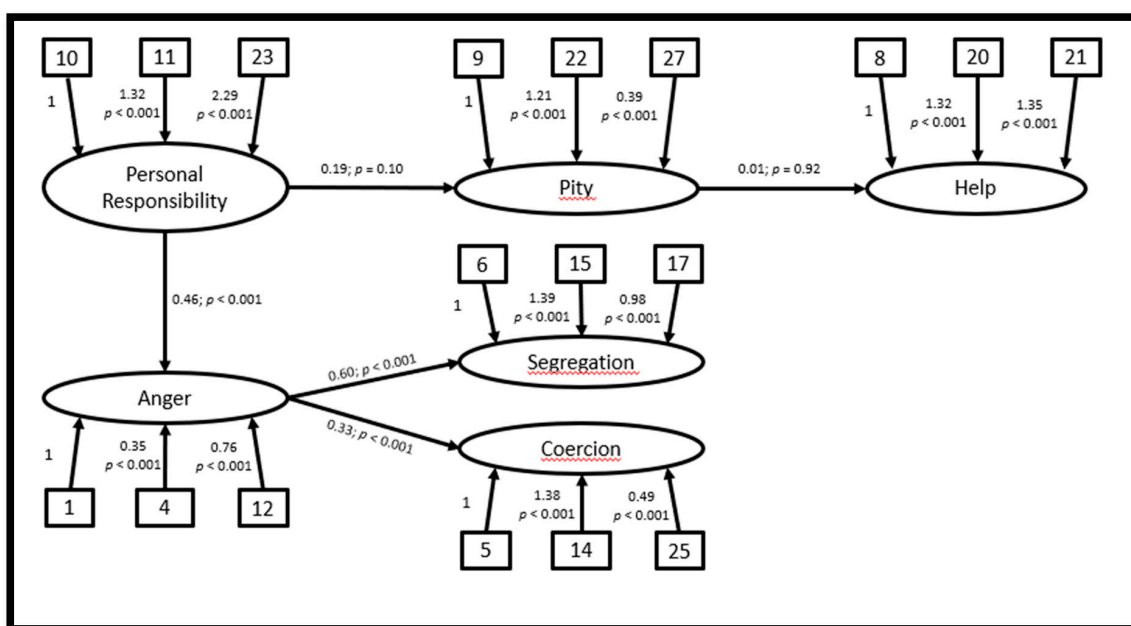 10 11 23
9 22 27
8 20 21
1
1.32
p < 0.001
2.29
p < 0.001
1
1.21
p < 0.001
0.39
p < 0.001
1
1.32
p < 0.001
1.35
p < 0.001
Personal
Responsibility
0.19; p = 0.10
Pity
0.01; p = 0.92
Help
0.46; p < 0.001
6 15 17
1
1.39
p < 0.001
0.98
p < 0.001
Segregation
0.60; p < 0.001
Anger
0.33; p < 0.001
Coercion
1
0.35
p < 0.001
0.76
p < 0.001
1 4 12
1
1.38
p < 0.001
0.49
p < 0.001
5 14 25